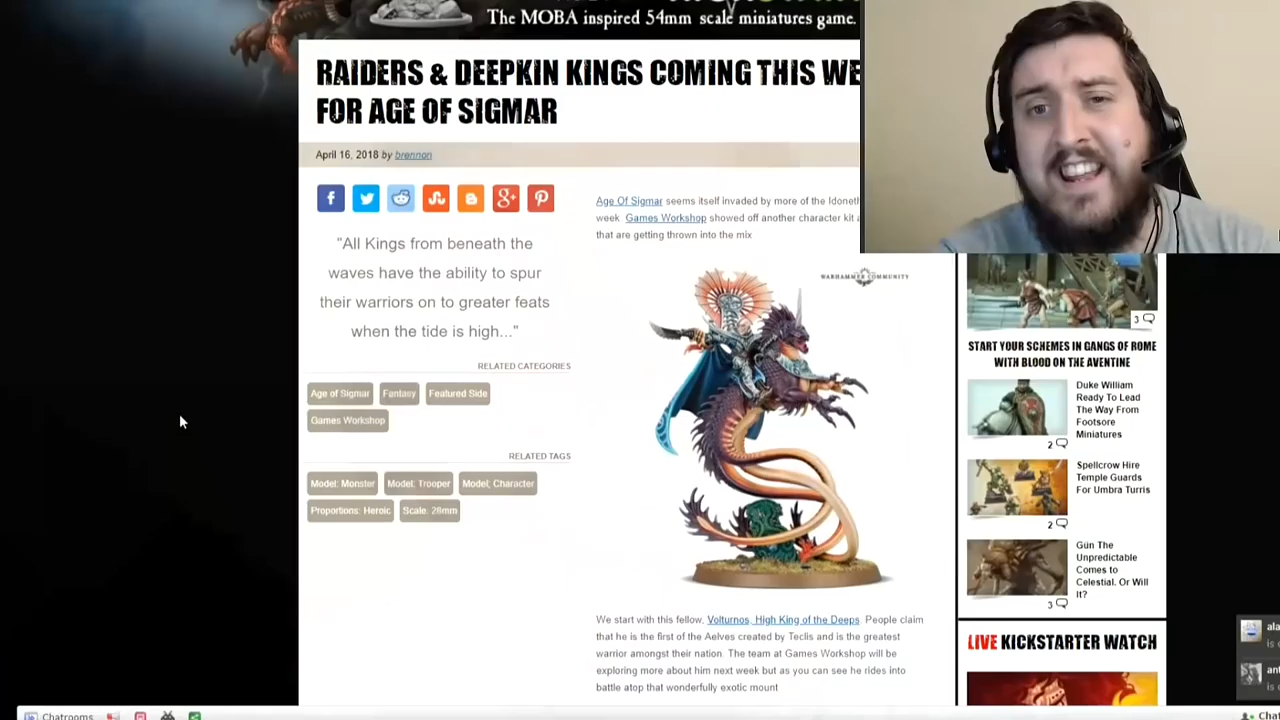 The MOBA inspired 54mm scale miniatures game.
RAIDERS & DEEPKIN KINGS COMING THIS WE
FOR AGE OF SIGMAR
April 16, 2018 by brennon
"All Kings from beneath the
waves have the ability to spur
their warriors on to greater feats
when the tide is high..."
RELATED CATEGORIES
Age of Sigmar Fantasy Featured Side
Games Workshop
RELATED TAGS
Model: Monster Model: Trooper Model; Character
Proportions: Heroic Scale: 28mm
Age Of Sigmar seems itself invaded by more of the Idoneth
week Games Workshop showed off another character kit a
that are getting thrown into the mix
WARHAMMER COMMUNITY
We start with this fellow, Volturnos, High King of the Deeps. People claim
that he is the first of the Aelves created by Teclis and is the greatest
warrior amongst their nation. The team at Games Workshop will be
exploring more about him next week but as you can see he rides into
battle atop that wonderfully exotic mount
3
START YOUR SCHEMES IN GANGS OF ROME
WITH BLOOD ON THE AVENTINE
Duke William
Ready To Lead
The Way From
Footsore
Miniatures
2
Spellcrow Hire
Temple Guards
For Umbra Turris
2
Gün The
Unpredictable
Comes to
Celestial. Or Will
It?
3
LIVE KICKSTARTER WATCH
ala
is
ant
is
Chatrooms
Chat